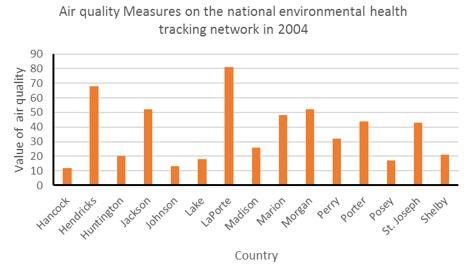 Air quality Measures on the national environmental health
tracking network in 2004
Value of air quality
90
80
70
60
50
40
30
20
10
0
Hancock
Hendricks
Huntington
Jackson
Johnson
Lake
LaPorte
Madison
Marion
Morgan
Perry
Porter
Posey
St. Joseph
Shelby
Country